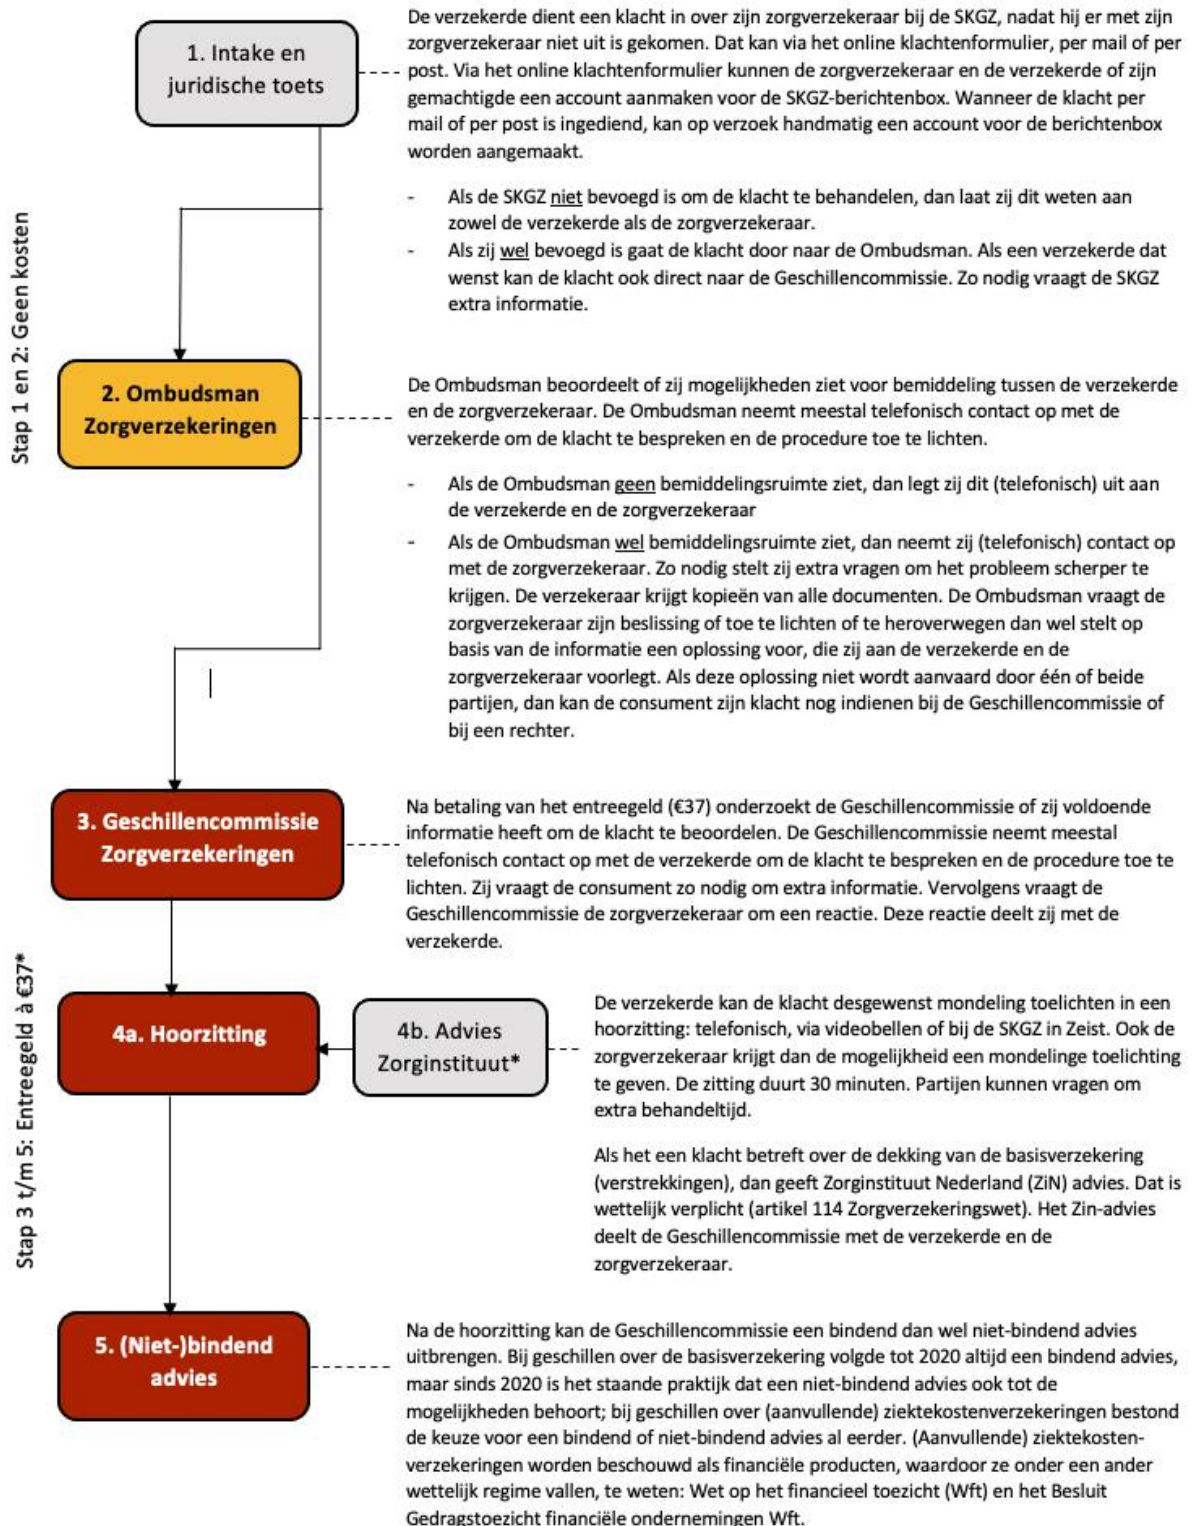 1. Intake en
juridische toets
De verzekerde dient een klacht in over zijn zorgverzekeraar bij de SKGZ, nadat hij er met zijn
zorgverzekeraar niet uit is gekomen. Dat kan via het online klachtenformulier, per mail of per
post. Via het online klachtenformulier kunnen de zorgverzekeraar en de verzekerde of zijn
gemachtigde een account aanmaken voor de SKGZ-berichtenbox. Wanneer de klacht per
mail of per post is ingediend, kan op verzoek handmatig een account voor de berichtenbox
worden aangemaakt.
- Als de SKGZ niet bevoegd is om de klacht te behandelen, dan laat zij dit weten aan
zowel de verzekerde als de zorgverzekeraar.
- Als zij wel bevoegd is gaat de klacht door naar de Ombudsman. Als een verzekerde dat
wenst kan de klacht ook direct naar de Geschillencommissie. Zo nodig vraagt de SKGZ
extra informatie.
Stap 1 en 2: Geen kosten
2. Ombudsman
Zorgverzekeringen
De Ombudsman beoordeelt of zij mogelijkheden ziet voor bemiddeling tussen de verzekerde
en de zorgverzekeraar. De Ombudsman neemt meestal telefonisch contact op met de
verzekerde om de klacht te bespreken en de procedure toe te lichten.
- Als de Ombudsman geen bemiddelingsruimte ziet, dan legt zij dit (telefonisch) uit aan
de verzekerde en de zorgverzekeraar
- Als de Ombudsman wel bemiddelingsruimte ziet, dan neemt zij (telefonisch) contact op
met de zorgverzekeraar. Zo nodig stelt zij extra vragen om het probleem scherper te
krijgen. De verzekeraar krijgt kopieën van alle documenten. De Ombudsman vraagt de
zorgverzekeraar zijn beslissing of toe te lichten of te heroverwegen dan wel stelt op
basis van de informatie een oplossing voor, die zij aan de verzekerde en de
zorgverzekeraar voorlegt. Als deze oplossing niet wordt aanvaard door één of beide
partijen, dan kan de consument zijn klacht nog indienen bij de Geschillencommissie of
bij een rechter.
3. Geschillencommissie
Zorgverzekeringen
Na betaling van het entreegeld (€37) onderzoekt de Geschillencommissie of zij voldoende
informatie heeft om de klacht te beoordelen. De Geschillencommissie neemt meestal
telefonisch contact op met de verzekerde om de klacht te bespreken en de procedure toe te
lichten. Zij vraagt de consument zo nodig om extra informatie. Vervolgens vraagt de
Geschillencommissie de zorgverzekeraar om een reactie. Deze reactie deelt zij met de
verzekerde.
Stap 3 t/m 5: Entreegeld à €37*
4a. Hoorzitting
4b. Advies
Zorginstituut*
De verzekerde kan de klacht desgewenst mondeling toelichten in een
hoorzitting: telefonisch, via videobellen of bij de SKGZ in Zeist. Ook de
zorgverzekeraar krijgt dan de mogelijkheid een mondelinge toelichting
te geven. De zitting duurt 30 minuten. Partijen kunnen vragen om
extra behandeltijd.
Als het een klacht betreft over de dekking van de basisverzekering
(verstrekkingen), dan geeft Zorginstituut Nederland (ZiN) advies. Dat is
wettelijk verplicht (artikel 114 Zorgverzekeringswet). Het Zin-advies
deelt de Geschillencommissie met de verzekerde en de
zorgverzekeraar.
5. (Niet-)bindend
advies
Na de hoorzitting kan de Geschillencommissie een bindend dan wel niet-bindend advies
uitbrengen. Bij geschillen over de basisverzekering volgde tot 2020 altijd een bindend advies,
maar sinds 2020 is het staande praktijk dat een niet-bindend advies ook tot de
mogelijkheden behoort; bij geschillen over (aanvullende) ziektekostenverzekeringen bestond
de keuze voor een bindend of niet-bindend advies al eerder. (Aanvullende) ziektekosten-
verzekeringen worden beschouwd als financiële producten, waardoor ze onder een ander
wettelijk regime vallen, te weten: Wet op het financieel toezicht (Wft) en het Besluit
Gedragstoezicht financiële ondernemingen Wft.